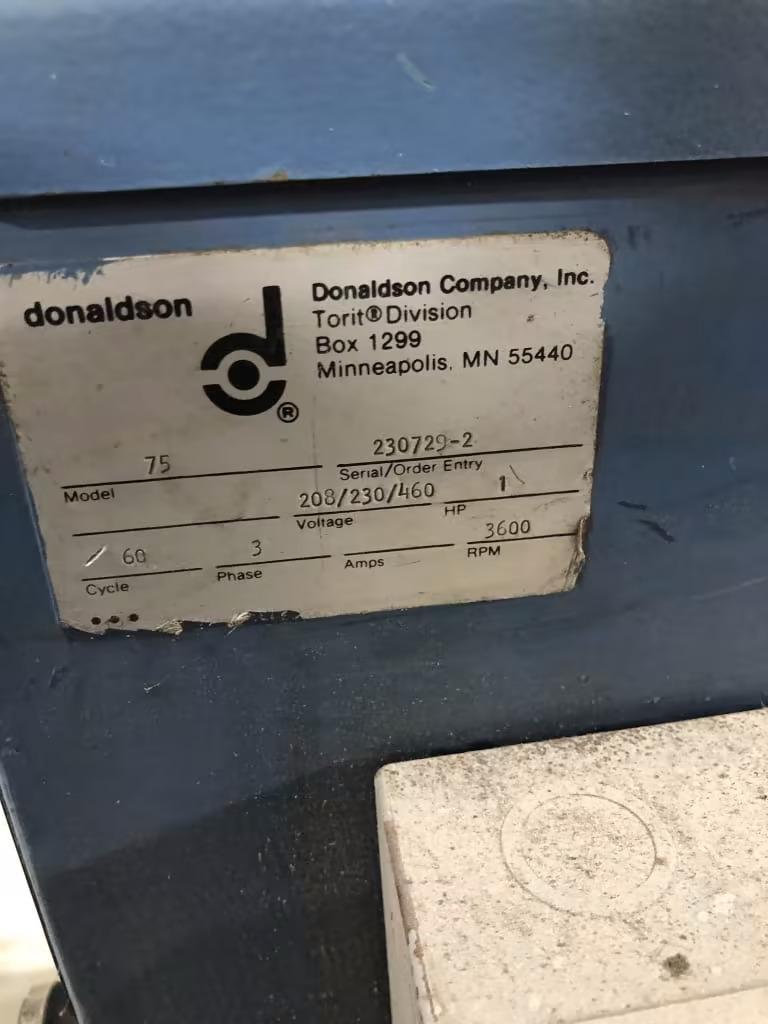 donaldson
®
Donaldson Company, Inc.
Torit® Division
Box 1299
Minneapolis, MN 55440
75
Model
230729-2
Serial/Order Entry
208/230/460
Voltage
1
HP
60
Cycle
3
Phase
Amps
3600
RPM